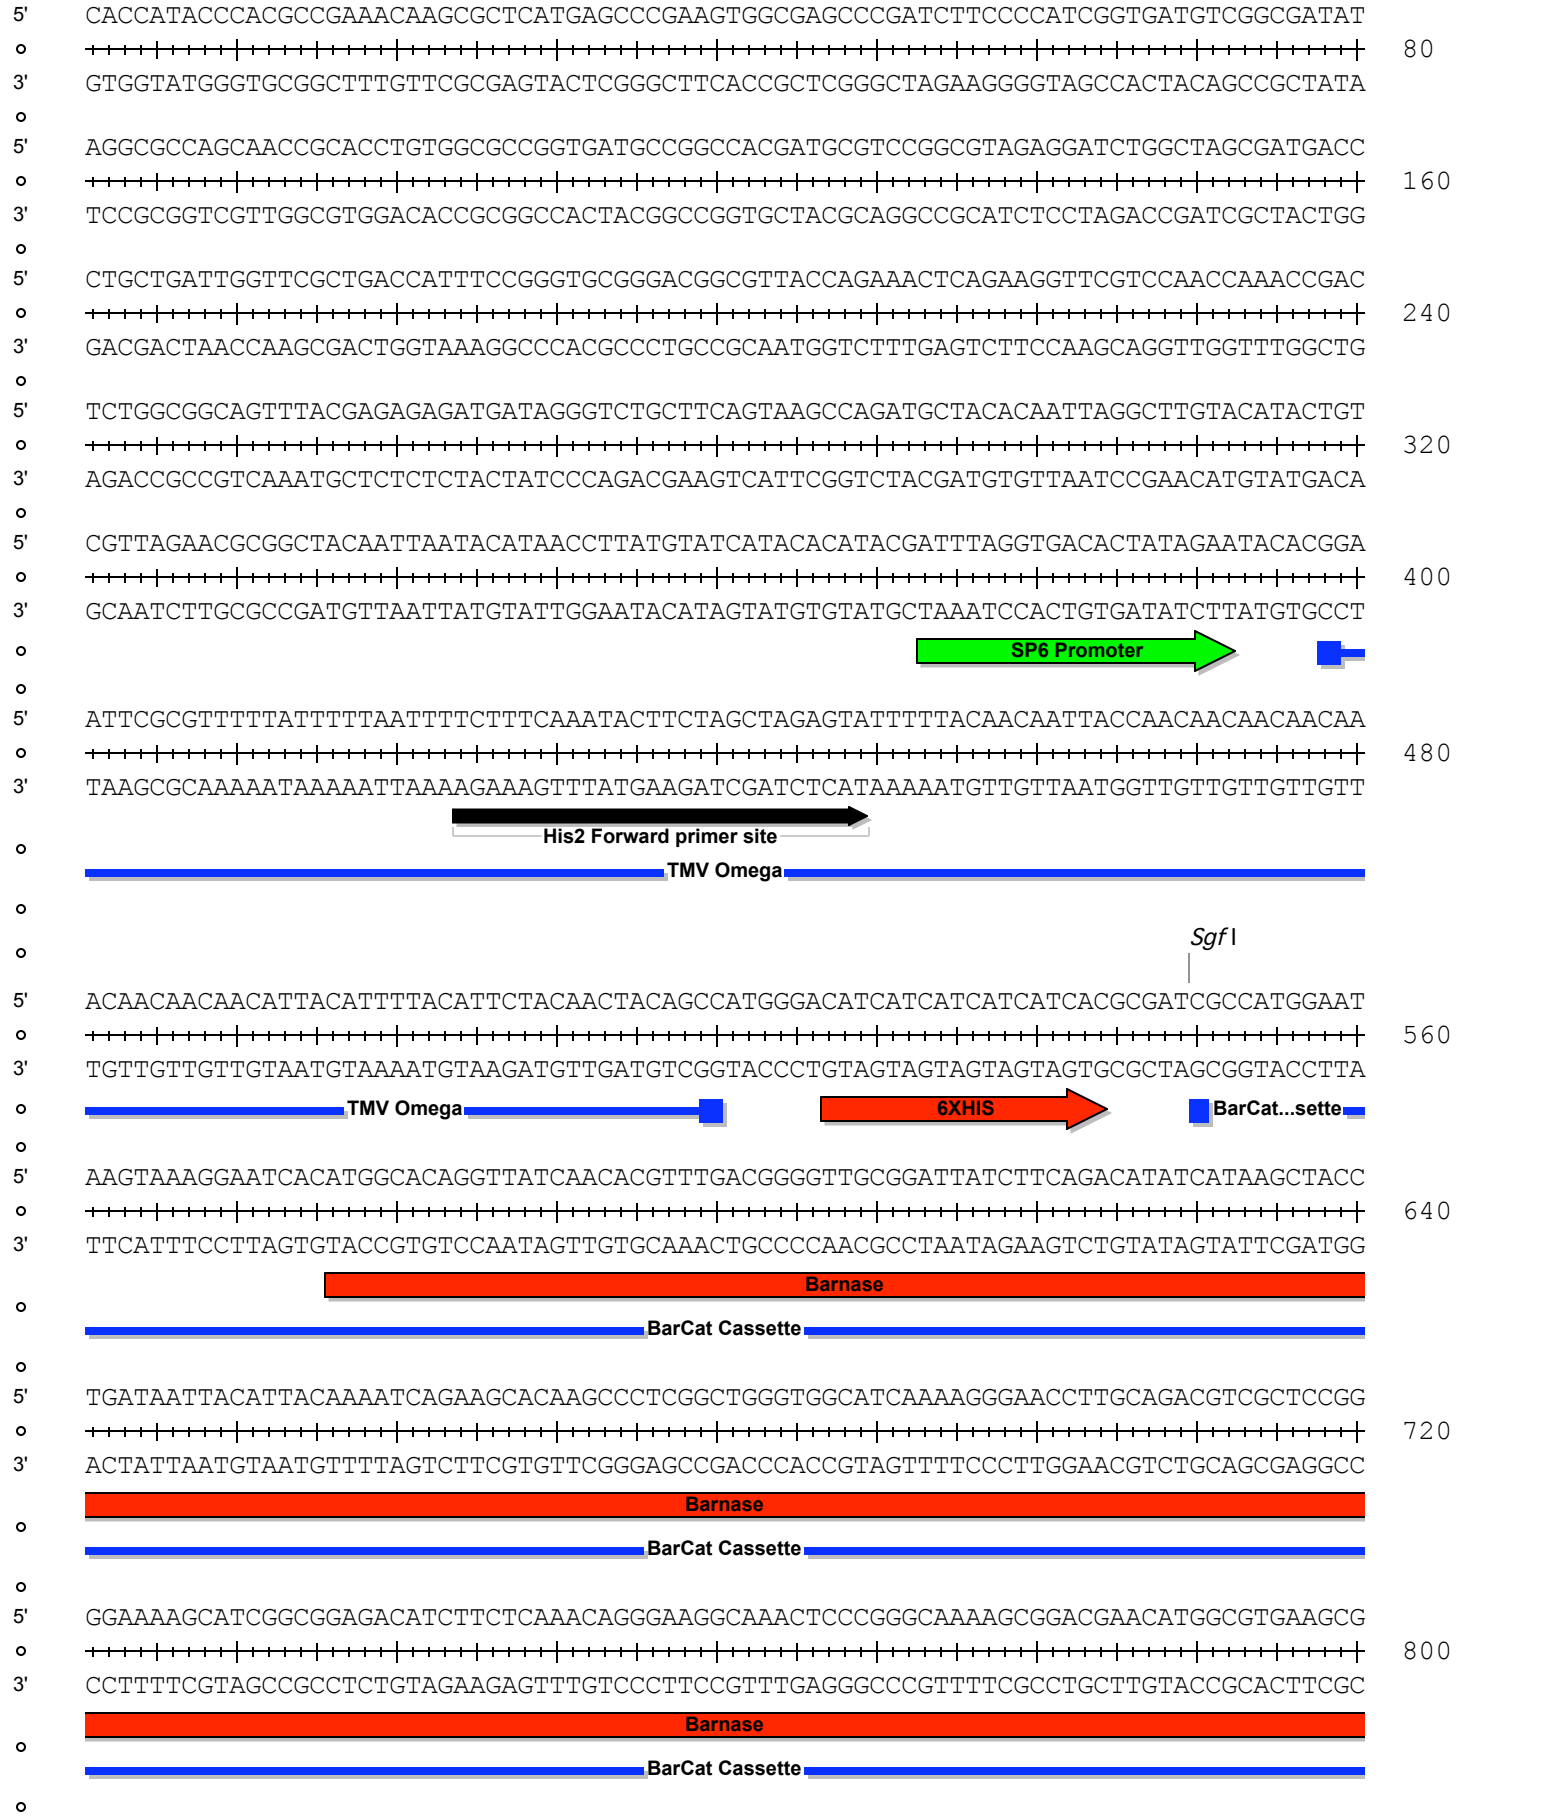 5' CACCATACCCACGCCGAAACAAGCGCTCATGAGCCCGAAGTGGCGAGCCCGATCTTCCCCATCGGTGATGTCGGCGATAT
80
3' GTGGTATGGGTGCGGCTTTGTTCGCGAGTACTCGGGCTTCACCGCTCGGGCTAGAAGGGGTAGCCACTACAGCCGCTATA
5' AGGCGCCAGCAACCGCACCTGTGGCGCCGGTGATGCCGGCCACGATGCGTCCGGCGTAGAGGATCTGGCTAGCGATGACC
160
3' TCCGCGGTCGTTGGCGTGGACACCGCGGCCACTACGGCCGGTGCTACGCAGGCCGCATCTCCTAGACCGATCGCTACTGG
5' CTGCTGATTGGTTCGCTGACCATTTCCGGGTGCGGGACGGCGTTACCAGAAACTCAGAAGGTTCGTCCAACCAAACCGAC
240
3' GACGACTAACCAAGCGACTGGTAAAGGCCCACGCCCTGCCGCAATGGTCTTTGAGTCTTCCAAGCAGGTTGGTTTGGCTG
5' TCTGGCGGCAGTTTACGAGAGAGATGATAGGGTCTGCTTCAGTAAGCCAGATGCTACACAATTAGGCTTGTACATACTGT
320
3' AGACCGCCGTCAAATGCTCTCTCTACTATCCCAGACGAAGTCATTCGGTCTACGATGTGTTAATCCGAACATGTATGACA
5' CGTTAGAACGCGGCTACAATTAATACATAACCTTATGTATCATACACATACGATTTAGGTGACACTATAGAATACACGGA
400
3' GCAATCTTGCGCCGATGTTAATTATGTATTGGAATACATAGTATGTGTATGCTAAATCCACTGTGATATCTTATGTGCCT
SP6 Promoter
5' ATTCGCGTTTTTATTTTTAATTTTCTTTCAAATACTTCTAGCTAGAGTATTTTTACAACAATTACCAACAACAACAACAA
480
3' TAAGCGCAAAAATAAAAATTAAAAGAAAGTTTATGAAGATCGATCTCATAAAAATGTTGTTAATGGTTGTTGTTGTTGTT
His2 Forward primer site
TMV Omega
Sgf I
5' ACAACAACAACATTACATTTTACATTCTACAACTACAGCCATGGGACATCATCATCATCATCACGCGATCGCCATGGAAT
560
3' TGTTGTTGTTGTAATGTAAAATGTAAGATGTTGATGTCGGTACCCTGTAGTAGTAGTAGTAGTGCGCTAGCGGTACCTTA
TMV Omega 6XHIS BarCat...sette
5' AAGTAAAGGAATCACATGGCACAGGTTATCAACACGTTTGACGGGGTTGCGGATTATCTTCAGACATATCATAAGCTACC
640
3' TTCATTTCCTTAGTGTACCGTGTCCAATAGTTGTGCAAACTGCCCCAACGCCTAATAGAAGTCTGTATAGTATTCGATGG
Barnase
BarCat Cassette
5' TGATAATTACATTACAAAATCAGAAGCACAAGCCCTCGGCTGGGTGGCATCAAAAGGGAACCTTGCAGACGTCGCTCCGG
720
3' ACTATTAATGTAATGTTTTAGTCTTCGTGTTCGGGAGCCGACCCACCGTAGTTTTCCCTTGGAACGTCTGCAGCGAGGCC
Barnase
BarCat Cassette
5' GGAAAAGCATCGGCGGAGACATCTTCTCAAACAGGGAAGGCAAACTCCCGGGCAAAAGCGGACGAACATGGCGTGAAGCG
800
3' CCTTTTCGTAGCCGCCTCTGTAGAAGAGTTTGTCCCTTCCGTTTGAGGGCCCGTTTTCGCCTGCTTGTACCGCACTTCGC
Barnase
BarCat Cassette